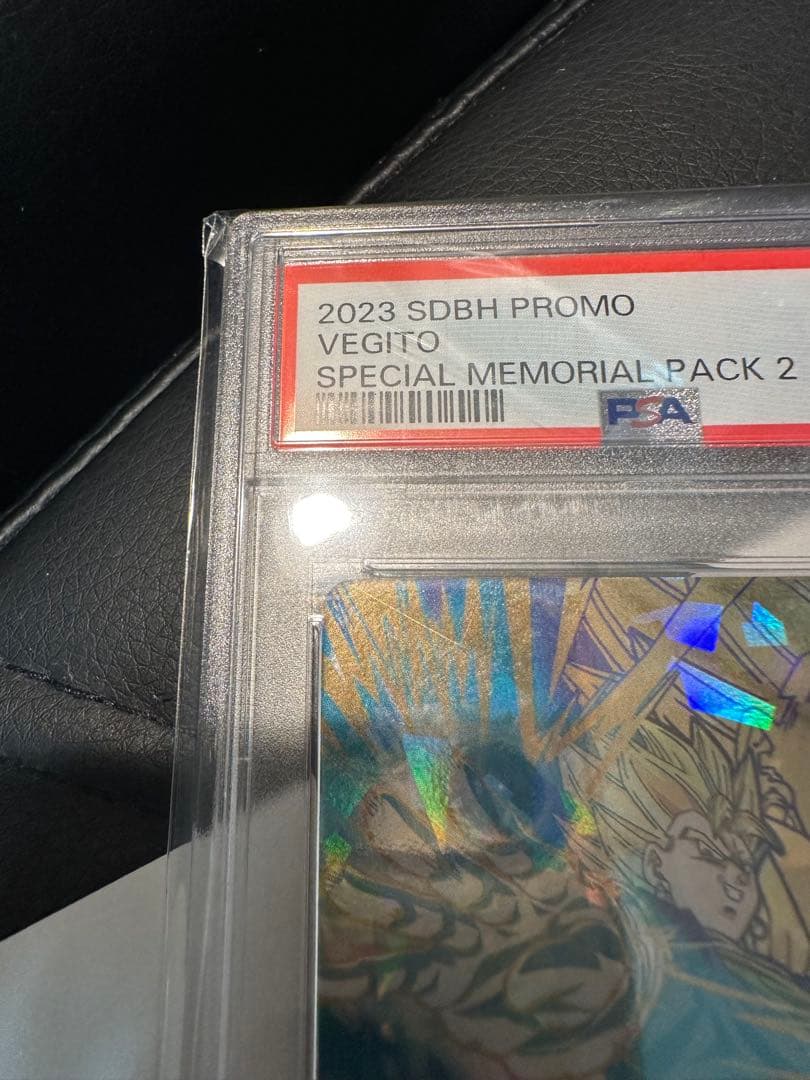 2023 SDBH PROMO
VEGITO
SPECIAL MEMORIAL PACK 2
PSA